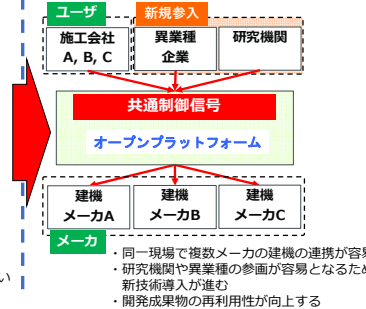 ユーザ
新規参入
施工会社
A, B, C
異業種
企業
研究機関
共通制御信号
オープンプラットフォーム
建機
メーカA
建機
メーカB
建機
メーカC
メーカ
・同一現場で複数メーカの建機の連携が容易
・研究機関や異業種の参画が容易となるため
新技術導入が進む
・開発成果物の再利用性が向上する
い